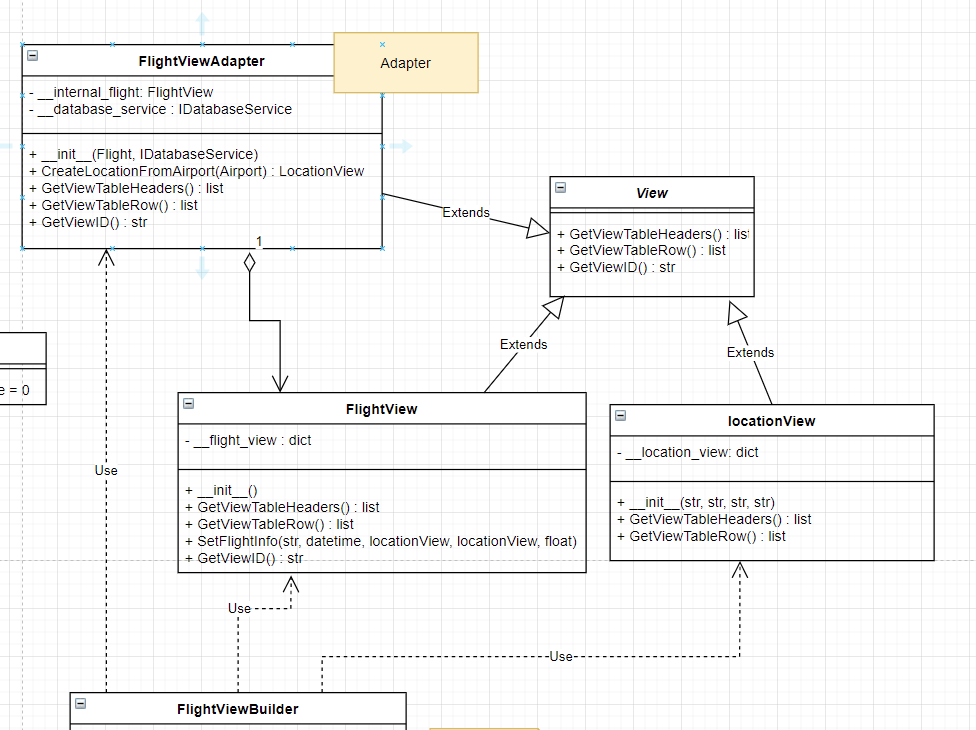 FlightViewAdapter
Adapter
- __internal_flight: FlightView
- __database_service : IDatabaseService
+ __init__(Flight, IDatabaseService)
+ CreateLocationFromAirport(Airport) : LocationView
+ GetViewTableHeaders() : list
+ GetViewTableRow() : list
+ GetViewID() : str
1
Extends
View
+ GetViewTableHeaders() : list
+ GetViewTableRow() : list
+ GetViewID() : str
Extends
Extends
e = 0
FlightView
- __flight_view : dict
+ __init__()
+ GetViewTableHeaders() : list
+ GetViewTableRow() : list
+ SetFlightInfo(str, datetime, locationView, locationView, float)
+ GetViewID() : str
locationView
- __location_view: dict
+ __init__(str, str, str, str)
+ GetViewTableHeaders() : list
+ GetViewTableRow() : list
Use
Use
Use
FlightViewBuilder